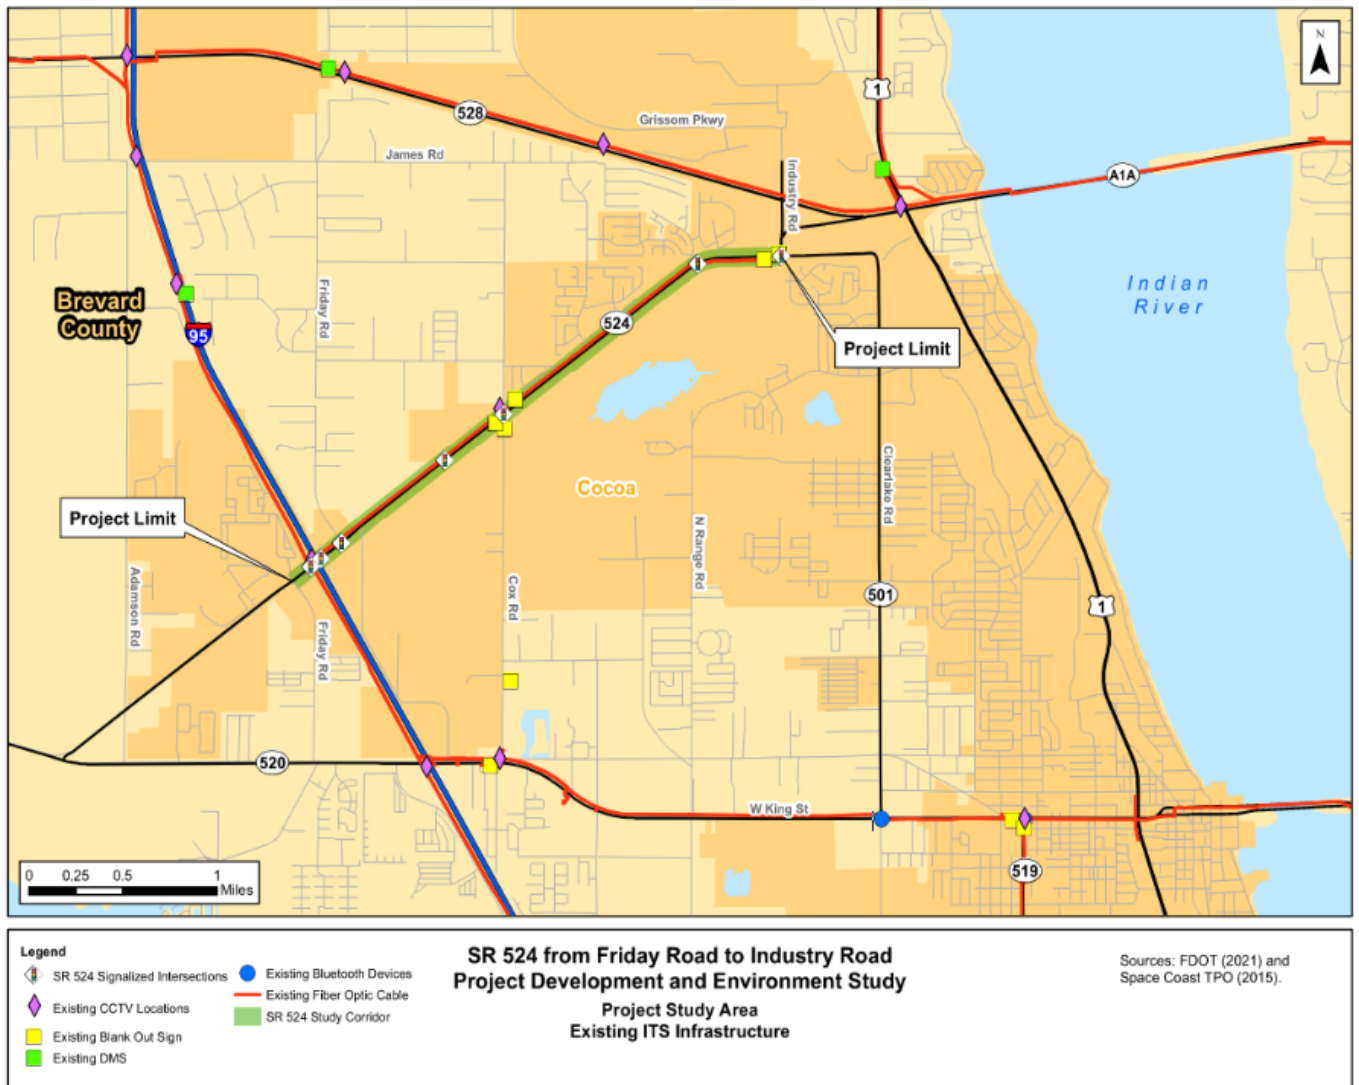 N
1
528
Grissom Pkwy
James Rd
Industry Rd
A1A
Indian
River
Friday Rd
Brevard
County
95
524
Project Limit
Clearlake Rd
Cocoa
Project Limit
N Range Rd
Adamson Rd
Cox Rd
501
1
Friday Rd
520
W King St
519
0 0.25 0.5 1
Miles
Legend
SR 524 Signalized Intersections
Existing CCTV Locations
Existing Blank Out Sign
Existing DMS
Existing Bluetooth Devices
Existing Fiber Optic Cable
SR 524 Study Corridor
SR 524 from Friday Road to Industry Road
Project Development and Environment Study
Project Study Area
Existing ITS Infrastructure
Sources: FDOT (2021) and
Space Coast TPO (2015).